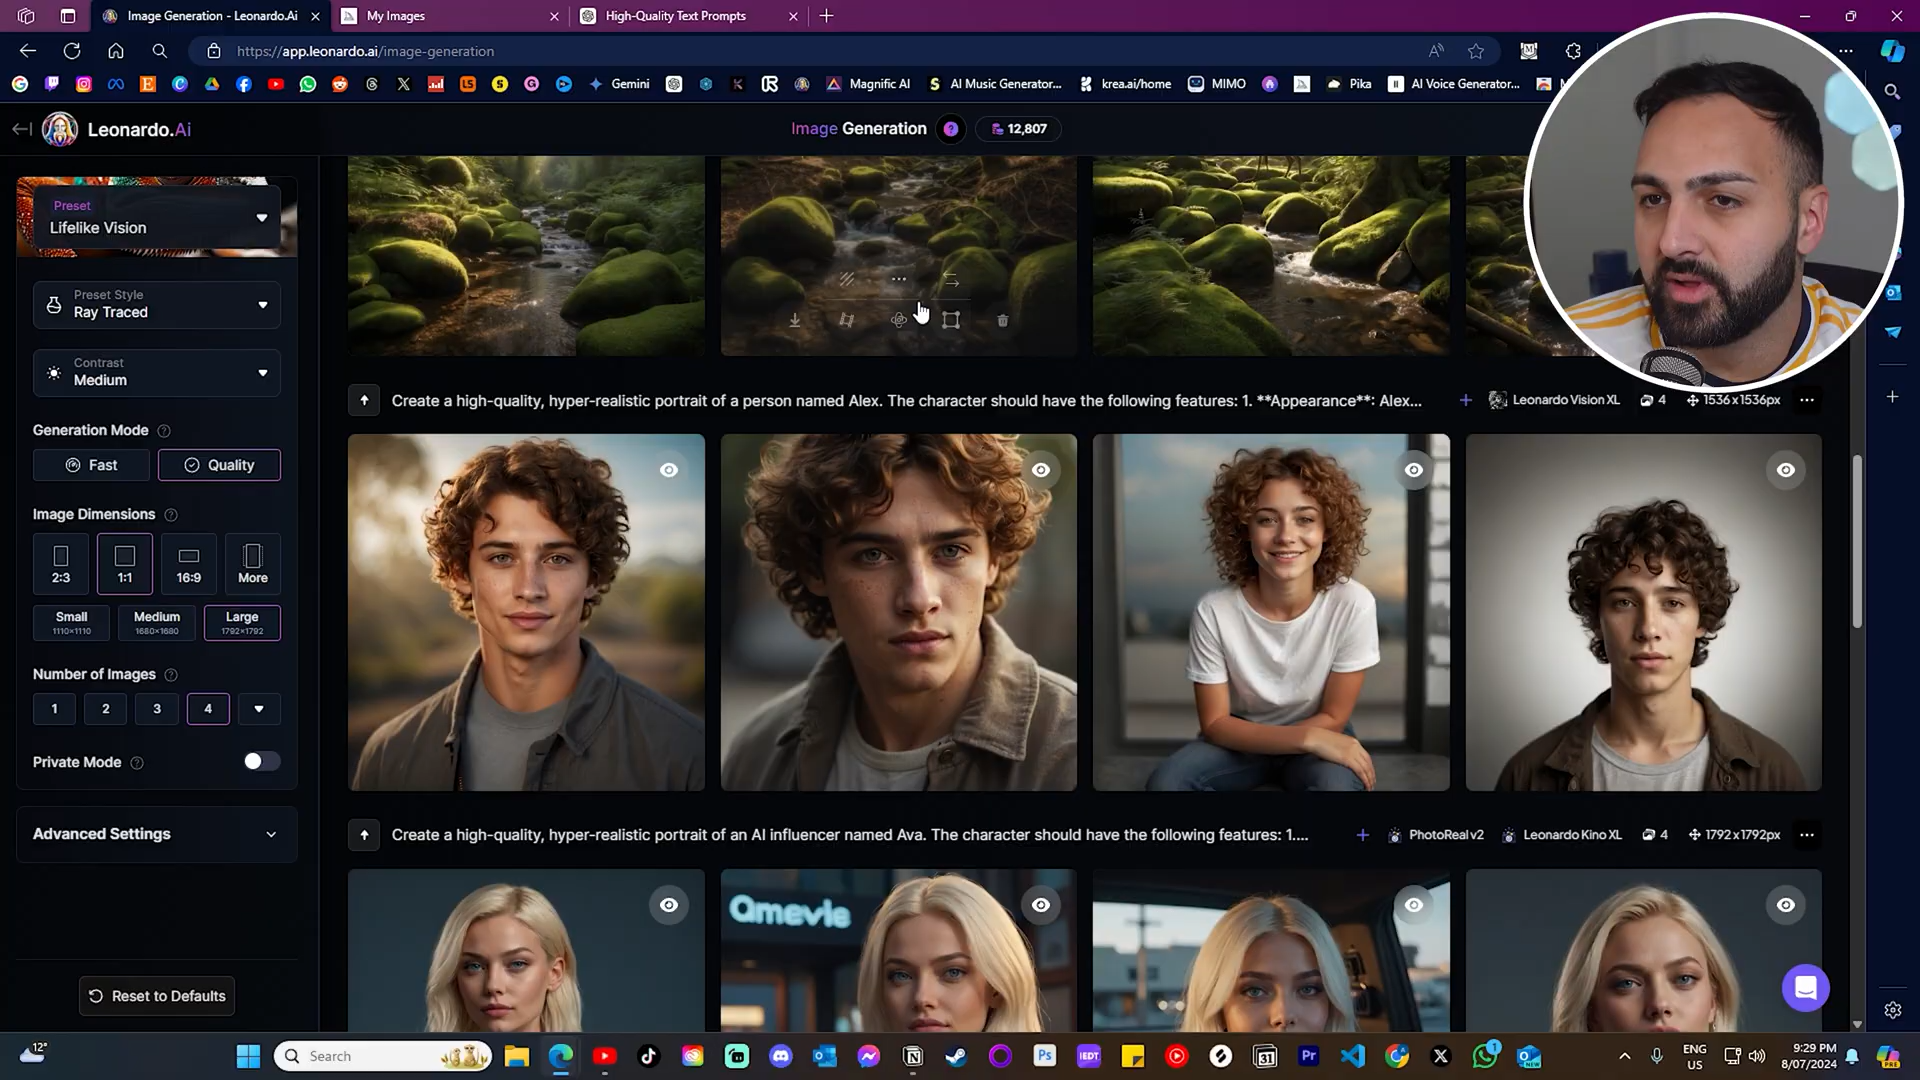 Image Generation - Leonardo.Ai
My Images
High-Quality Text Prompts
https://app.leonardo.ai/image-generation
Gemini
Magnific AI
AI Music Generator...
krea.ai/home
MIMO
Pika
AI Voice Generator...
Leonardo.Ai
Image Generation
12,807
Preset
Lifelike Vision
Preset Style
Ray Traced
Contrast
Medium
Generation Mode
Fast
Quality
Image Dimensions
2:3
1:1
16:9
More
Small
1110×1110
Medium
1680×1680
Large
1792×1792
Number of Images
1
2
3
4
Private Mode
Advanced Settings
Reset to Defaults
Create a high-quality, hyper-realistic portrait of a person named Alex. The character should have the following features: 1. **Appearance**: Alex...
Leonardo Vision XL
4
1536 x 1536px
Create a high-quality, hyper-realistic portrait of an AI influencer named Ava. The character should have the following features: 1....
PhotoReal v2
Leonardo Kino XL
4
1792 x 1792px
Qmevle
12°
Search
ENG
US
9:29 PM
8/07/2024